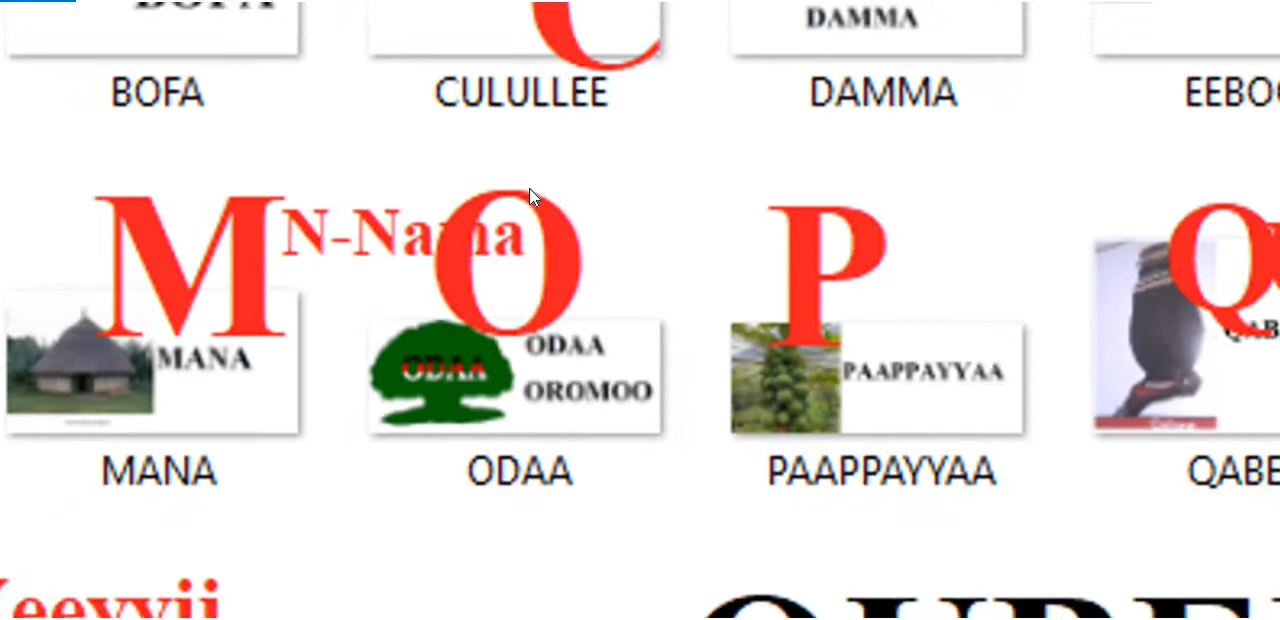 DAMMA
BOFA
CULULLEE
DAMMA
M
N-Nama
O
P
Q
MANA
ODAA
ODAA
OROMOO
PAAPPAYYAA
MANA
ODAA
PAAPPAYYAA